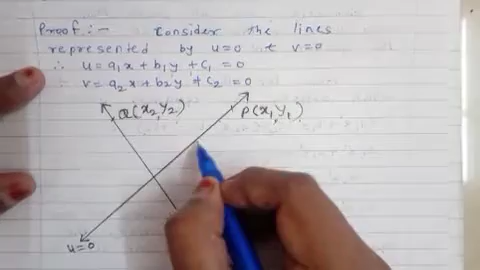 Proof :- Consider the lines
represented by u=0 & v=0
∴ u = a₁x + b₁y + c₁ = 0
∴ v = a₂x + b₂y + c₂ = 0
Q(x₂,y₂)
P(x₁,y₁)
u=0